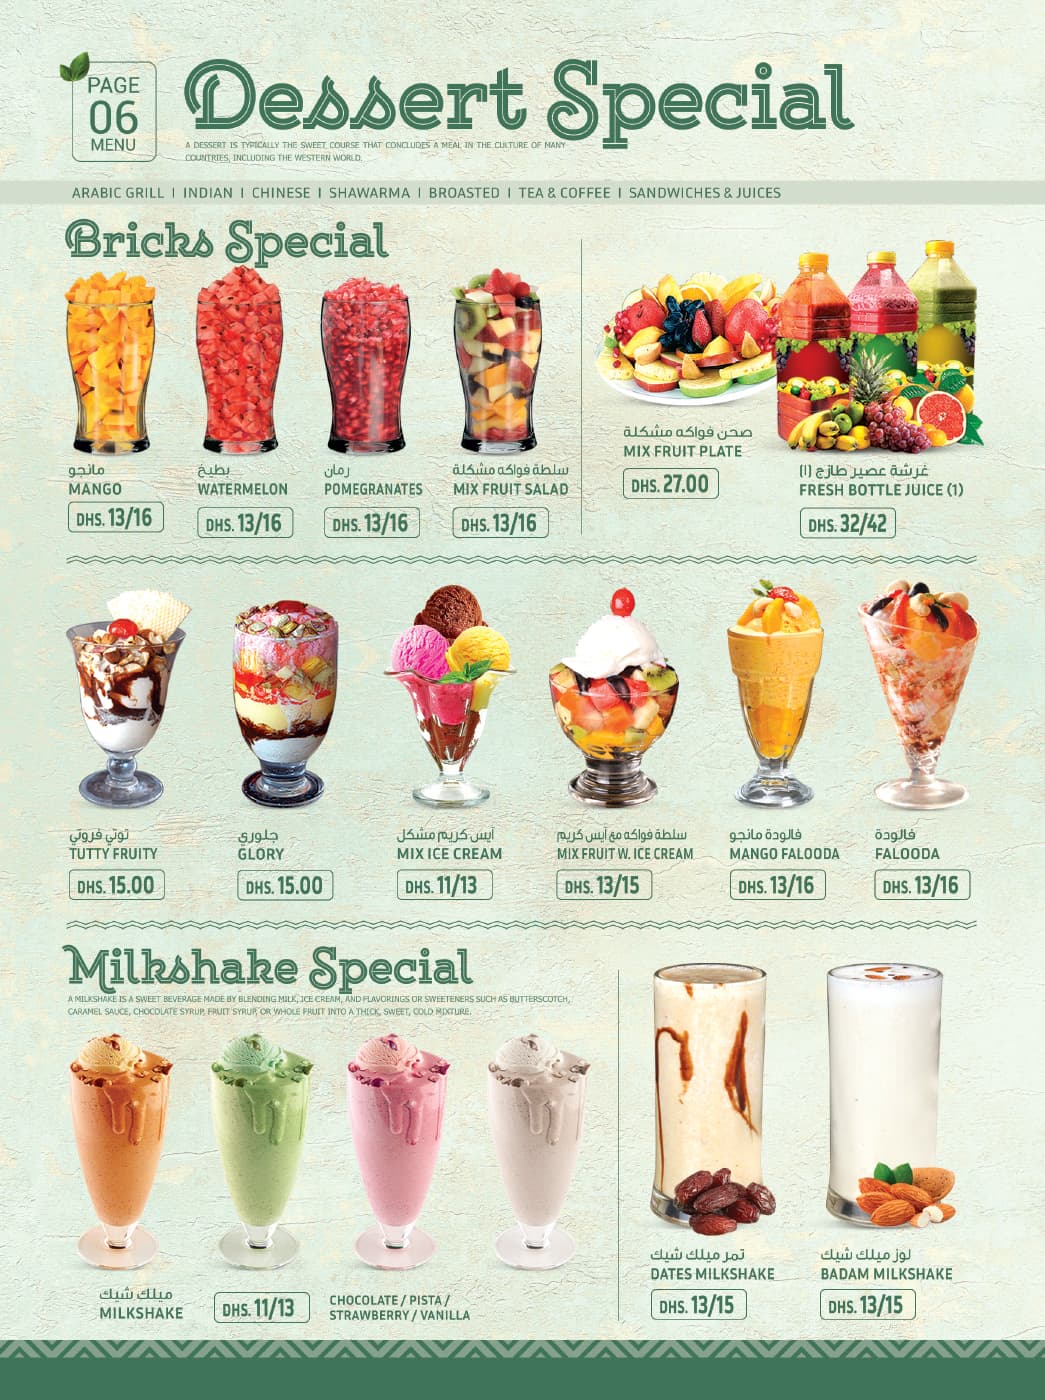 PAGE
06
MENU
Dessert Special
A DESSERT IS TYPICALLY THE SWEET COURSE THAT CONCLUDES A MEAL IN THE CULTURE OF MANY
COUNTRIES, INCLUDING THE WESTERN WORLD.
ARABIC GRILL I INDIAN I CHINESE I SHAWARMA I BROASTED I TEA & COFFEE I SANDWICHES & JUICES
Bricks Special
مانجو
MANGO
DHS. 13/16
بطيخ
WATERMELON
DHS. 13/16
رمان
POMEGRANATES
DHS. 13/16
سلطة فواكه مشكلة
MIX FRUIT SALAD
DHS. 13/16
صحن فواكه مشكلة
MIX FRUIT PLATE
DHS. 27.00
غرشة عصير طازج (١)
FRESH BOTTLE JUICE (1)
DHS. 32/42
توتي فروتي
TUTTY FRUITY
DHS. 15.00
جلوري
GLORY
DHS. 15.00
آيس كريم مشكل
MIX ICE CREAM
DHS. 11/13
سلطة فواكه مع آيس كريم
MIX FRUIT W. ICE CREAM
DHS. 13/15
فالودة مانجو
MANGO FALOODA
DHS. 13/16
فالودة
FALOODA
DHS. 13/16
Milkshake Special
A MILKSHAKE IS A SWEET BEVERAGE MADE BY BLENDING MILK, ICE CREAM, AND FLAVORINGS OR SWEETENERS SUCH AS BUTTERSCOTCH,
CARAMEL SAUCE, CHOCOLATE SYRUP, FRUIT SYRUP, OR WHOLE FRUIT INTO A THICK, SWEET, COLD MIXTURE.
ميلك شيك
MILKSHAKE
DHS. 11/13
CHOCOLATE / PISTA /
STRAWBERRY / VANILLA
تمر ميلك شيك
DATES MILKSHAKE
DHS. 13/15
لوز ميلك شيك
BADAM MILKSHAKE
DHS. 13/15